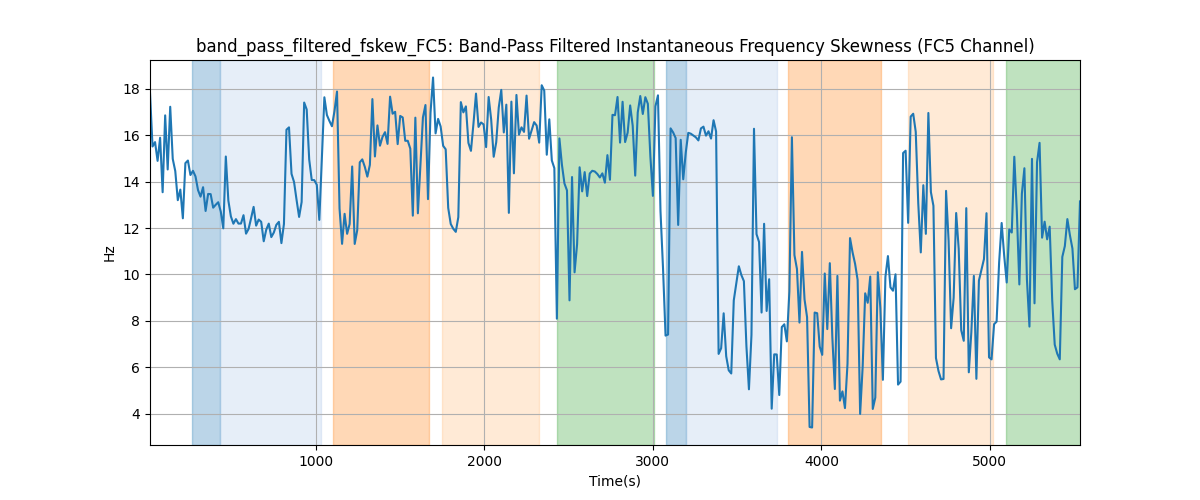 band_pass_filtered_fskew_FC5: Band-Pass Filtered Instantaneous Frequency Skewness (FC5 Channel)
18
16
14
12
10
8
6
4
Hz
1000 2000 3000 4000 5000
Time(s)